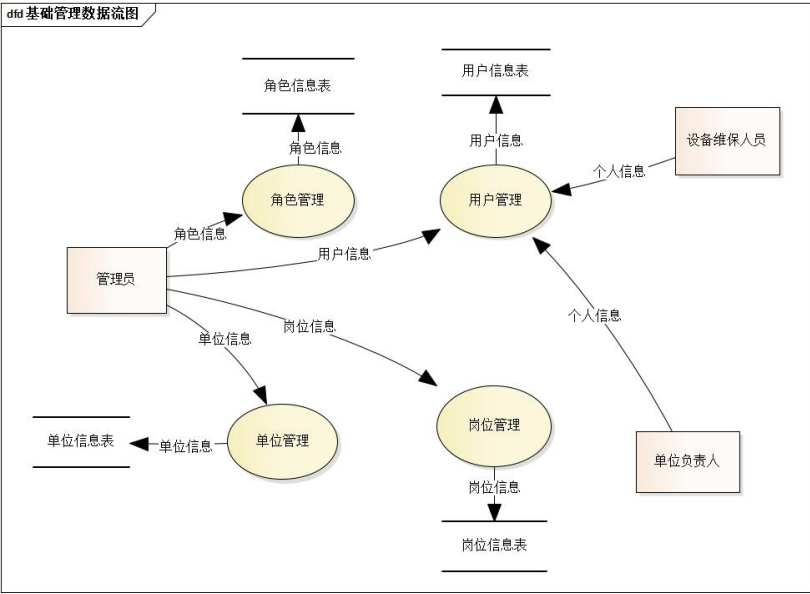 dfd 基础管理数据流图
用户信息表
角色信息表
用户信息
设备维保人员
角色信息
个人信息
角色管理
用户管理
角色信息
用户信息
管理员
岗位信息
个人信息
单位信息
岗位管理
单位信息表
单位信息
单位管理
单位负责人
岗位信息
岗位信息表